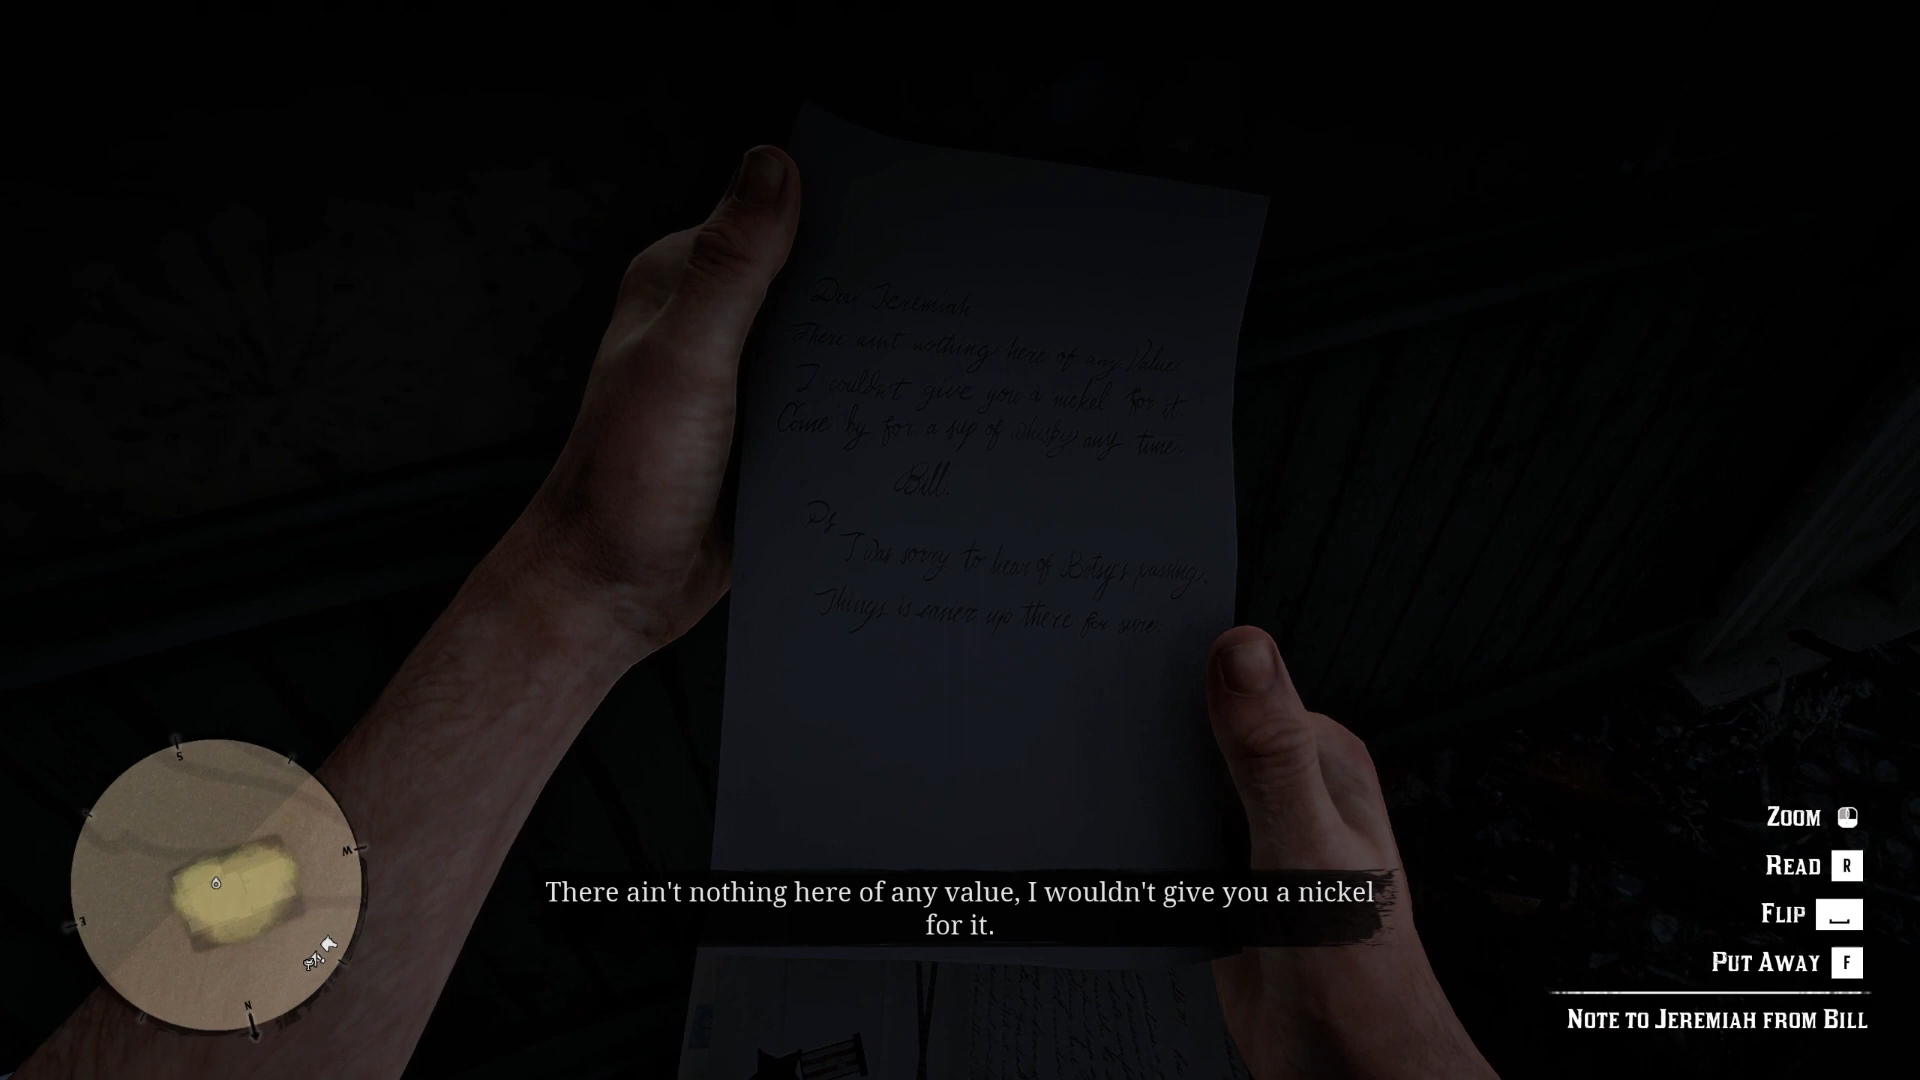 Dear Jeremiah
There aint nothing here of any Value.
I couldn't give you a nickel for it.
Come by for a sup of whisky any time.
Bill.
Ps
I was sorry to hear of Betsy's passing.
Things is easier up there for sure.
S
W
E
N
There ain't nothing here of any value, I wouldn't give you a nickel
for it.
ZOOM
READ R
FLIP
PUT AWAY F
NOTE TO JEREMIAH FROM BILL